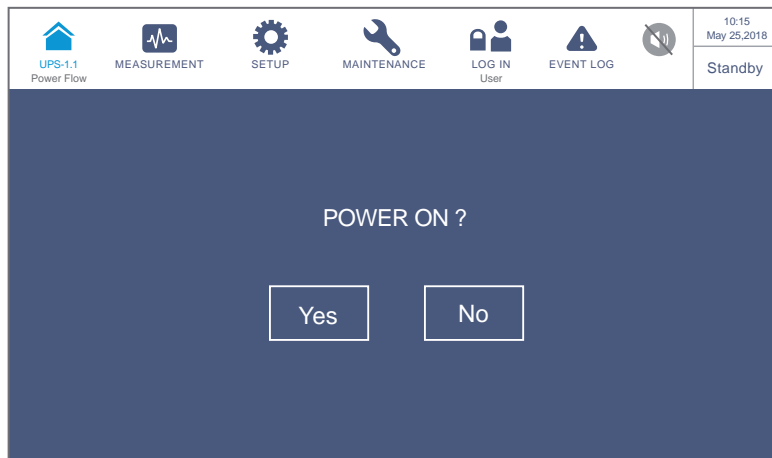 UPS-1.1
Power Flow
MEASUREMENT
SETUP
MAINTENANCE
LOG IN
User
EVENT LOG
10:15
May 25,2018
Standby
POWER ON ?
Yes
No